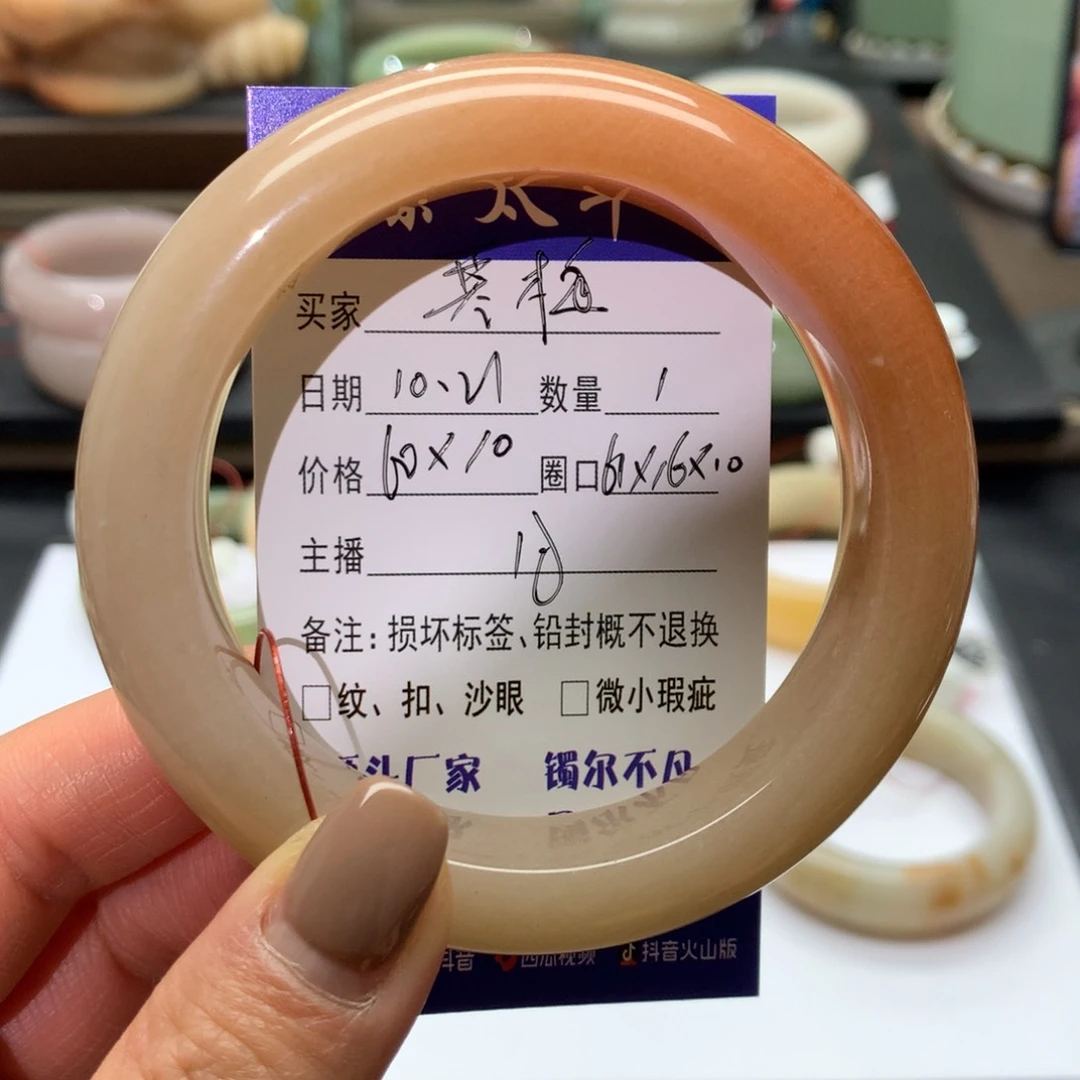 太斗
买家
日期 10、21 数量 1
价格 60×10 圈口 61×16×10
主播
备注：损坏标签、铅封概不退换
□纹、扣、沙眼 □微小瑕疵
斗厂家 镯尔不凡
抖音 西瓜视频 抖音火山版